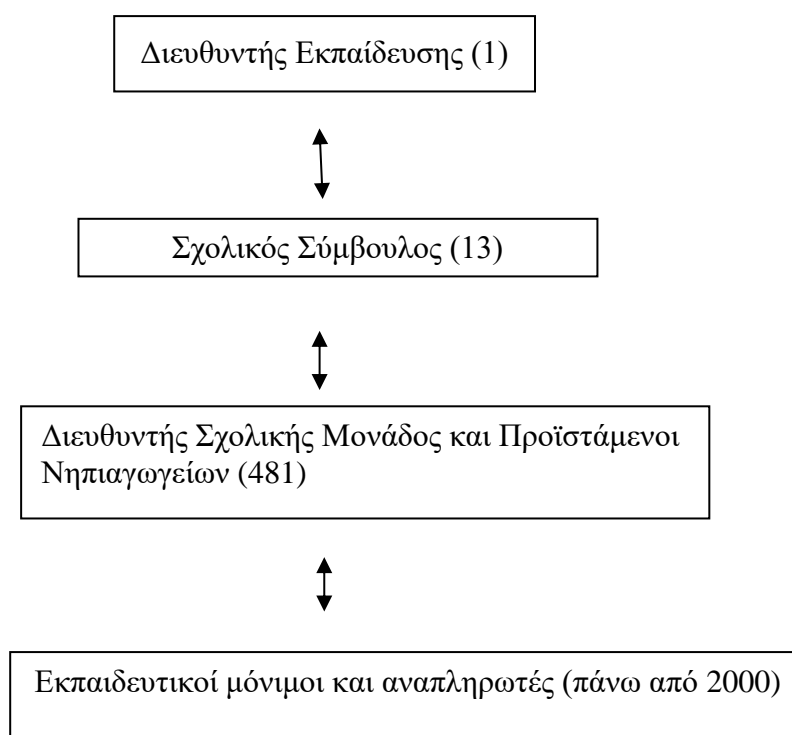 Διευθυντής Εκπαίδευσης (1)
Σχολικός Σύμβουλος (13)
Διευθυντής Σχολικής Μονάδος και Προϊστάμενοι
Νηπιαγωγείων (481)
Εκπαιδευτικοί μόνιμοι και αναπληρωτές (πάνω από 2000)